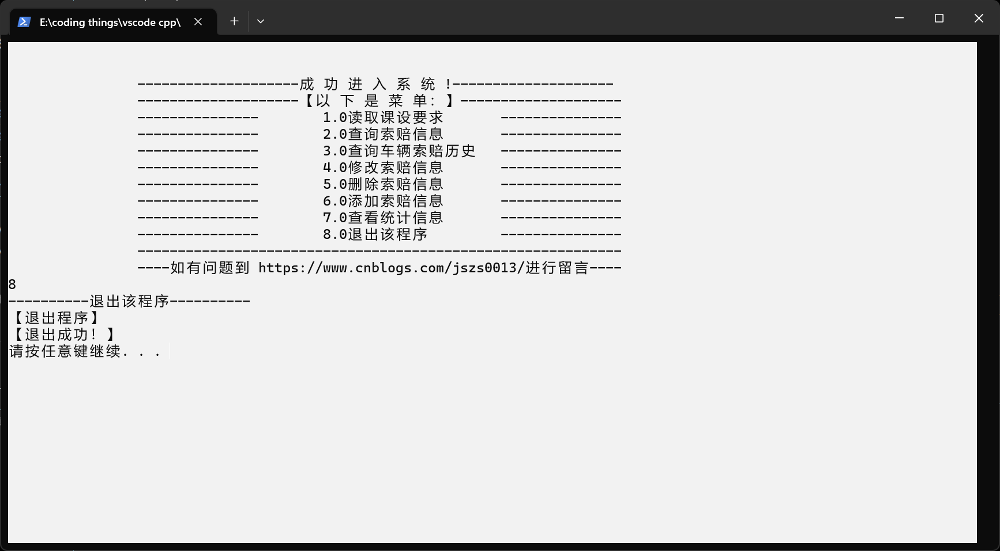 E:\coding things\vscode cpp\
--------------------成 功 进 入 系 统 !--------------------
--------------------【以 下 是 菜 单：】--------------------
---------------        1.0读取课设要求       ---------------
---------------        2.0查询索赔信息       ---------------
---------------        3.0查询车辆索赔历史   ---------------
---------------        4.0修改索赔信息       ---------------
---------------        5.0删除索赔信息       ---------------
---------------        6.0添加索赔信息       ---------------
---------------        7.0查看统计信息       ---------------
---------------        8.0退出该程序         ---------------
------------------------------------------------------------
----如有问题到 https://www.cnblogs.com/jszs0013/进行留言----
8
----------退出该程序----------
【退出程序】
【退出成功！】
请按任意键继续. . .